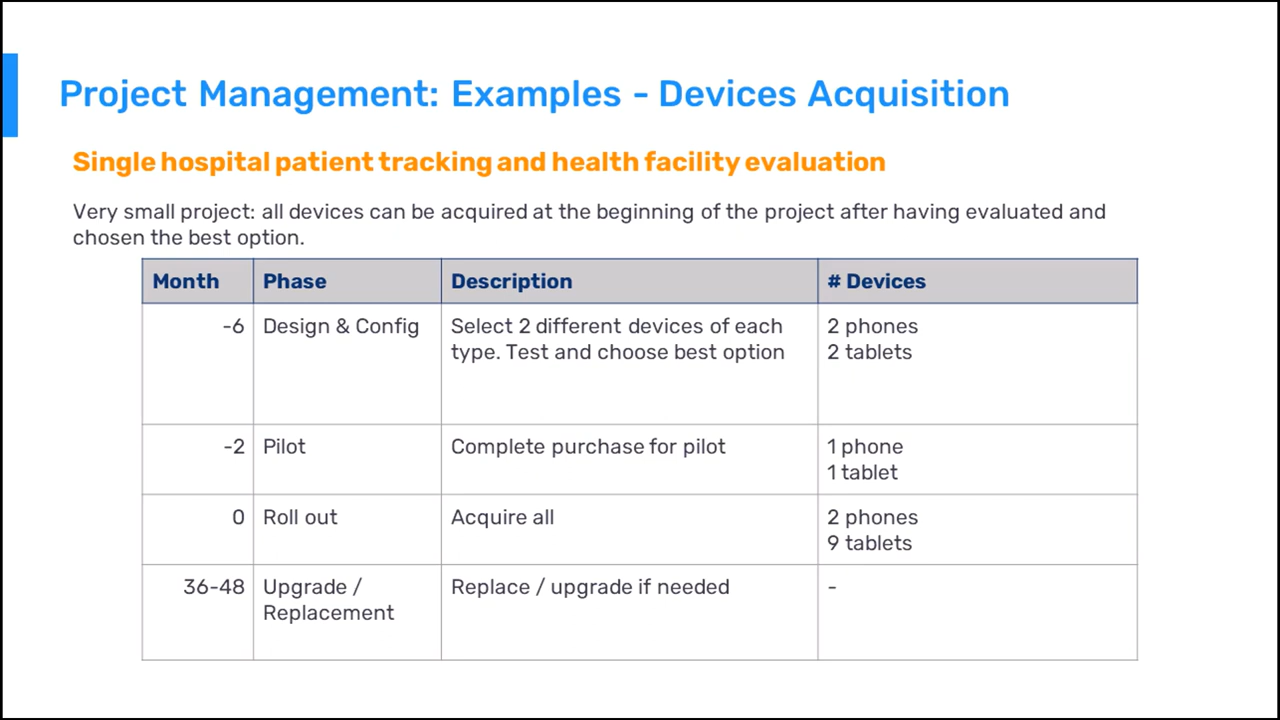 Project Management: Examples - Devices Acquisition
Single hospital patient tracking and health facility evaluation
Very small project: all devices can be acquired at the beginning of the project after having evaluated and
chosen the best option.
Month Phase Description # Devices
-6 Design & Config Select 2 different devices of each 2 phones
type. Test and choose best option 2 tablets
-2 Pilot Complete purchase for pilot 1 phone
1 tablet
0 Roll out Acquire all 2 phones
9 tablets
36-48 Upgrade / Replace / upgrade if needed -
Replacement